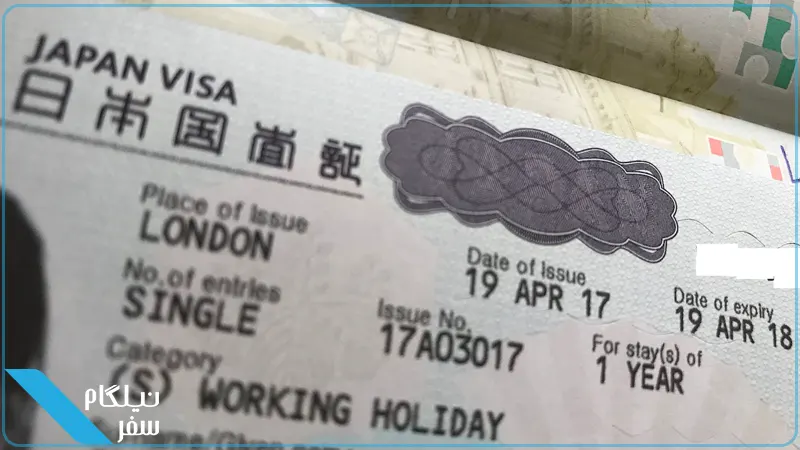 JAPAN VISA
日本国査証
Place of Issue
LONDON
Date of Issue
19 APR 17
Date of expiry
19 APR 18
No. of entries
SINGLE
Issue No.
17A03017
For stay(s) of
1 YEAR
Category
(S) WORKING HOLIDAY
نیلگام
سفر